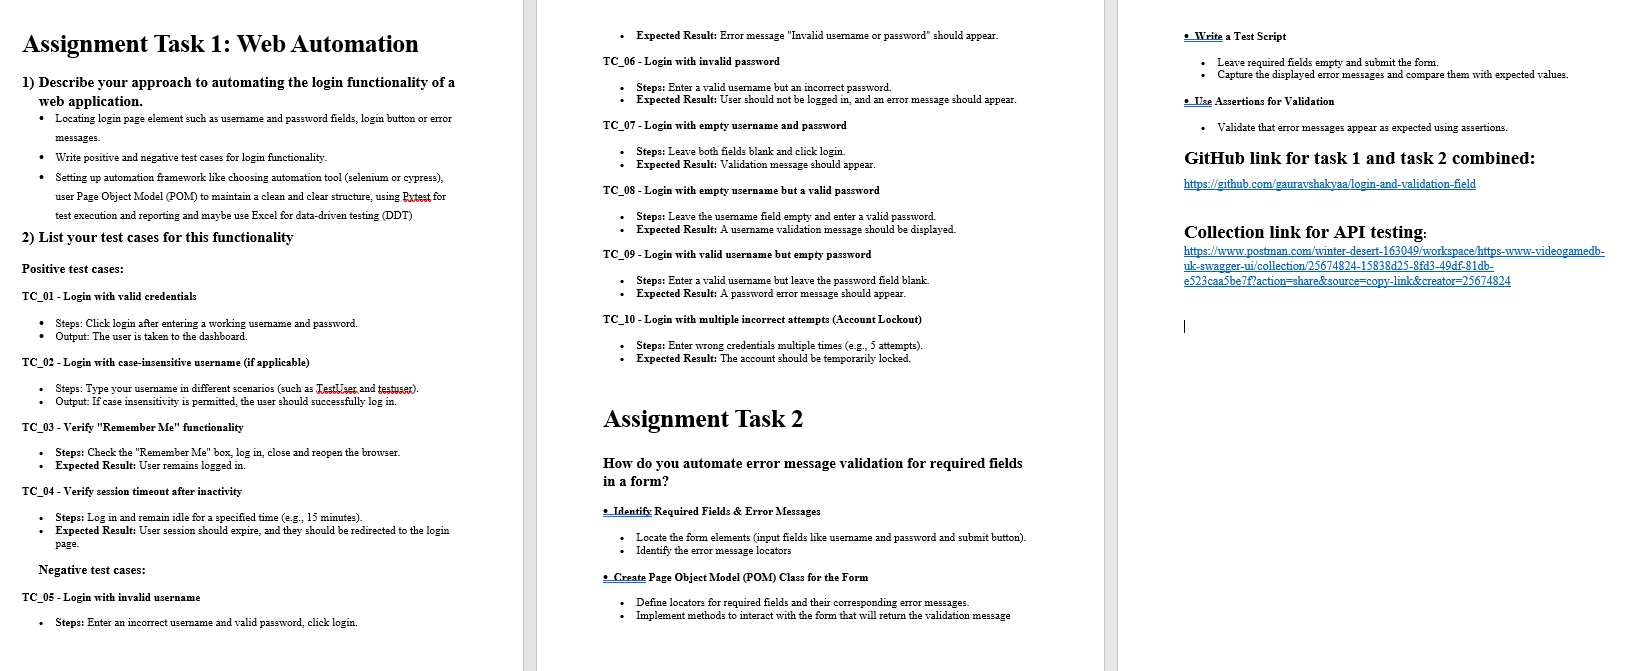 Assignment Task 1: Web Automation
1) Describe your approach to automating the login functionality of a
web application.
• Locating login page element such as username and password fields, login button or error
messages.
• Write positive and negative test cases for login functionality.
• Setting up automation framework like choosing automation tool (selenium or cypress),
user Page Object Model (POM) to maintain a clean and clear structure, using Pytest for
test execution and reporting and maybe use Excel for data-driven testing (DDT)
2) List your test cases for this functionality
Positive test cases:
TC_01 - Login with valid credentials
• Steps: Click login after entering a working username and password.
• Output: The user is taken to the dashboard.
TC_02 - Login with case-insensitive username (if applicable)
• Steps: Type your username in different scenarios (such as TestUser and testuser).
• Output: If case insensitivity is permitted, the user should successfully log in.
TC_03 - Verify "Remember Me" functionality
• Steps: Check the "Remember Me" box, log in, close and reopen the browser.
• Expected Result: User remains logged in.
TC_04 - Verify session timeout after inactivity
• Steps: Log in and remain idle for a specified time (e.g., 15 minutes).
• Expected Result: User session should expire, and they should be redirected to the login
page.
Negative test cases:
TC_05 - Login with invalid username
• Steps: Enter an incorrect username and valid password, click login.
• Expected Result: Error message "Invalid username or password" should appear.
TC_06 - Login with invalid password
• Steps: Enter a valid username but an incorrect password.
• Expected Result: User should not be logged in, and an error message should appear.
TC_07 - Login with empty username and password
• Steps: Leave both fields blank and click login.
• Expected Result: Validation message should appear.
TC_08 - Login with empty username but a valid password
• Steps: Leave the username field empty and enter a valid password.
• Expected Result: A username validation message should be displayed.
TC_09 - Login with valid username but empty password
• Steps: Enter a valid username but leave the password field blank.
• Expected Result: A password error message should appear.
TC_10 - Login with multiple incorrect attempts (Account Lockout)
• Steps: Enter wrong credentials multiple times (e.g., 5 attempts).
• Expected Result: The account should be temporarily locked.
Assignment Task 2
How do you automate error message validation for required fields
in a form?
• Identify Required Fields & Error Messages
• Locate the form elements (input fields like username and password and submit button).
• Identify the error message locators
• Create Page Object Model (POM) Class for the Form
• Define locators for required fields and their corresponding error messages.
• Implement methods to interact with the form that will return the validation message
• Write a Test Script
• Leave required fields empty and submit the form.
• Capture the displayed error messages and compare them with expected values.
• Use Assertions for Validation
• Validate that error messages appear as expected using assertions.
GitHub link for task 1 and task 2 combined:
https://github.com/gauravshakyaa/login-and-validation-field
Collection link for API testing:
https://www.postman.com/winter-desert-163049/workspace/https-www-videogamedb-
uk-swagger-ui/collection/25674824-15838d25-8fd3-49df-81db-
e523caa5be7f?action=share&source=copy-link&creator=25674824